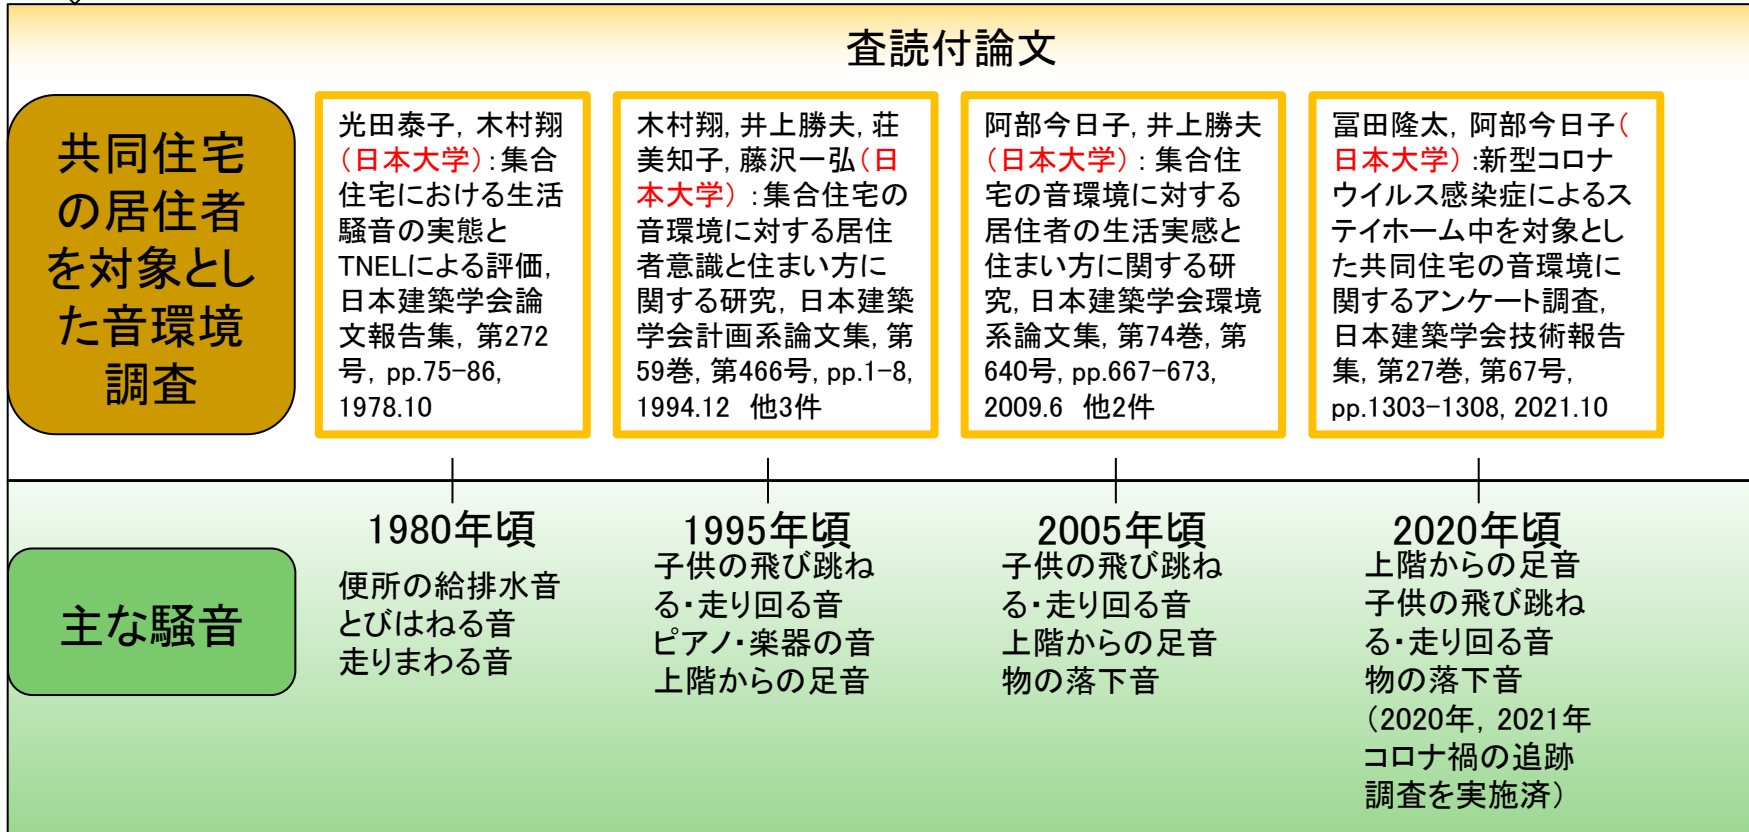 査読付論文
共同住宅
の居住者
を対象とし
た音環境
調査
光田泰子, 木村翔
(日本大学):集合
住宅における生活
騒音の実態と
TNELによる評価,
日本建築学会論
文報告集, 第272
号, pp.75-86,
1978.10
木村翔, 井上勝夫, 荘
美知子, 藤沢一弘(日
本大学) :集合住宅の
音環境に対する居住
者意識と住まい方に
関する研究, 日本建築
学会計画系論文集, 第
59巻, 第466号, pp.1-8,
1994.12 他3件
阿部今日子, 井上勝夫
(日本大学): 集合住
宅の音環境に対する
居住者の生活実感と
住まい方に関する研
究, 日本建築学会環境
系論文集, 第74巻, 第
640号, pp.667-673,
2009.6 他2件
冨田隆太, 阿部今日子(
日本大学) :新型コロナ
ウイルス感染症によるス
テイホーム中を対象とし
た共同住宅の音環境に
関するアンケート調査,
日本建築学会技術報告
集, 第27巻, 第67号,
pp.1303-1308, 2021.10
主な騒音
1980年頃
便所の給排水音
とびはねる音
走りまわる音
1995年頃
子供の飛び跳ね
る・走り回る音
ピアノ・楽器の音
上階からの足音
2005年頃
子供の飛び跳ね
る・走り回る音
上階からの足音
物の落下音
2020年頃
上階からの足音
子供の飛び跳ね
る・走り回る音
物の落下音
(2020年, 2021年
コロナ禍の追跡
調査を実施済)